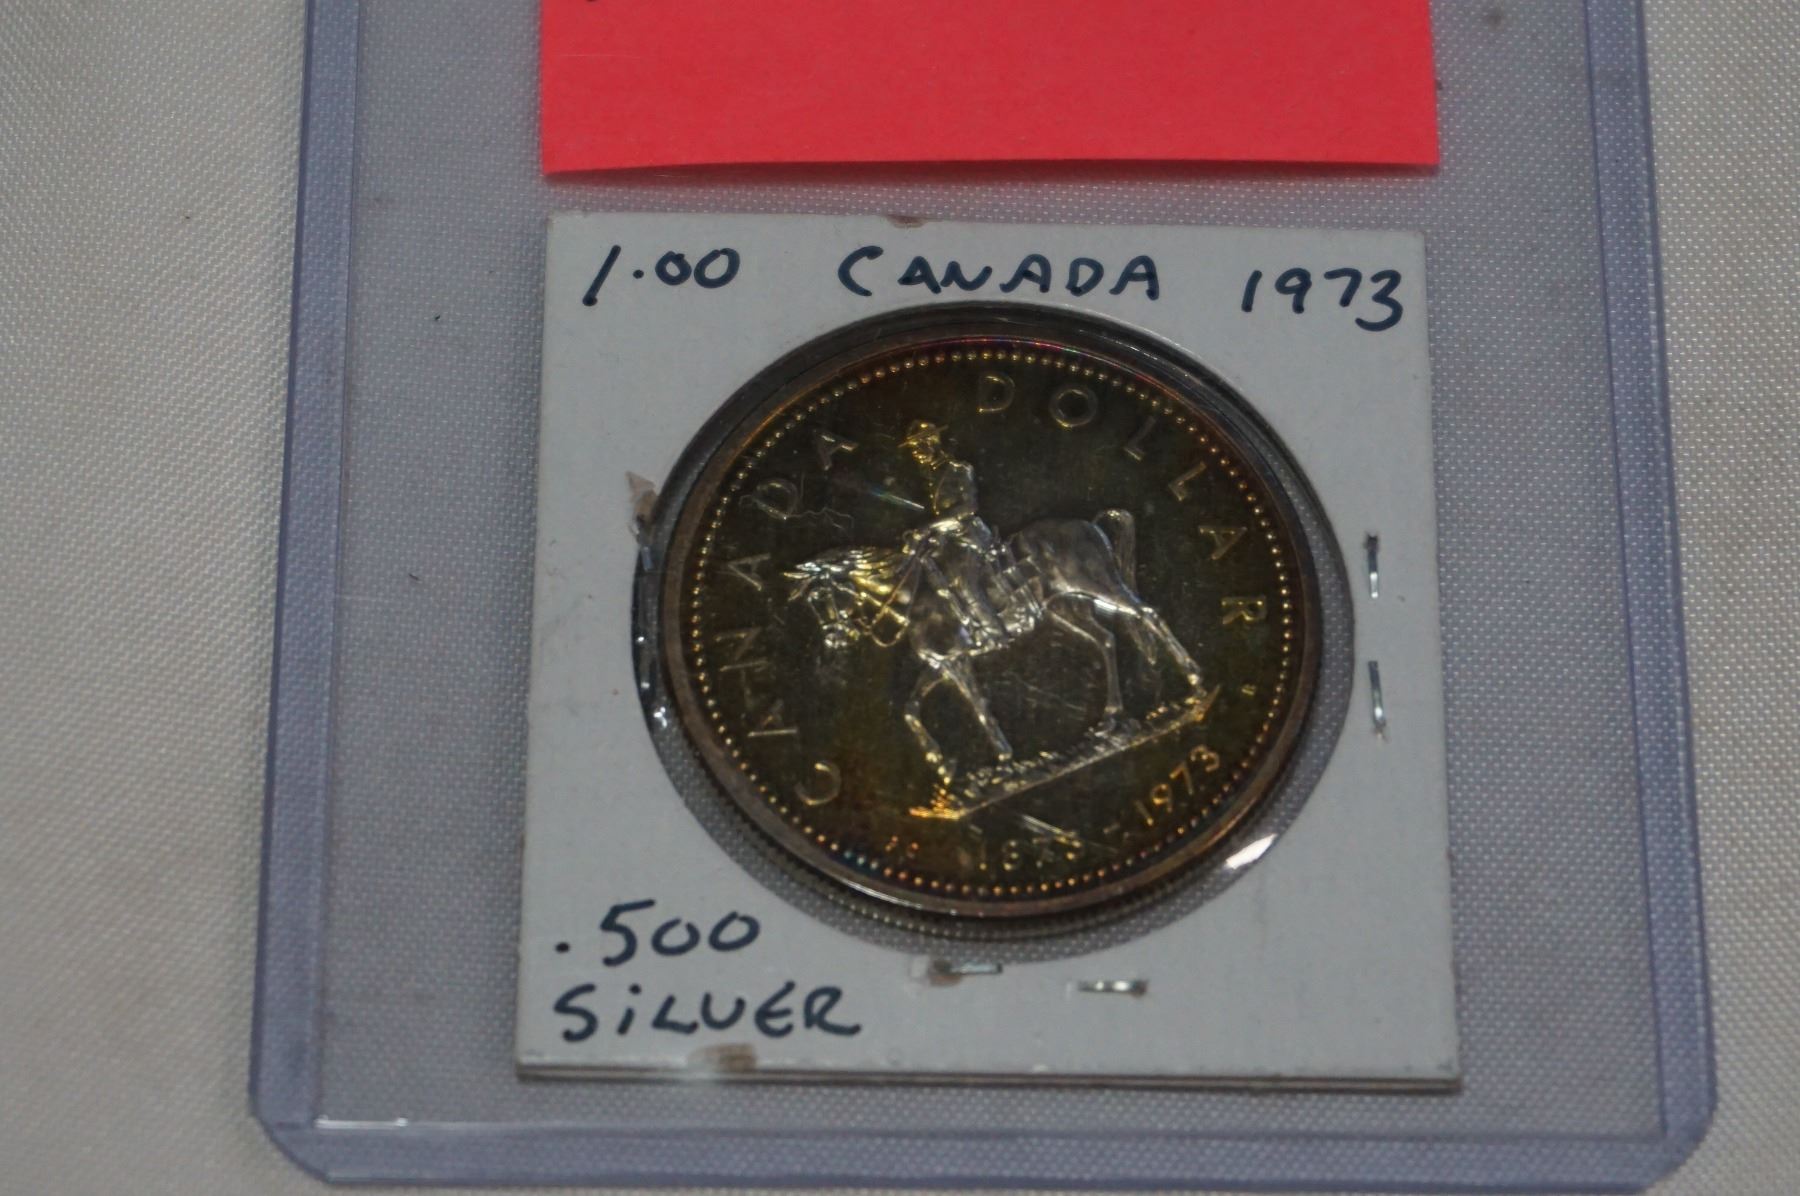 1.00 CANADA 1973
CANADA DOLLAR
1873 - 1973
.500
SiLVER